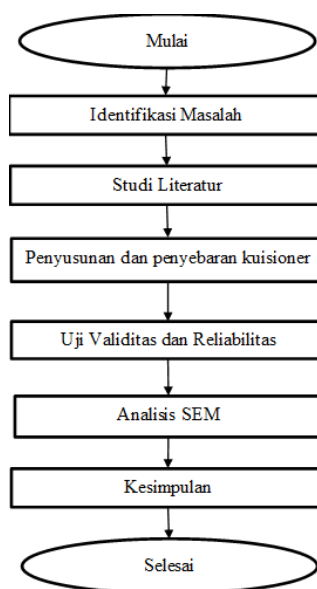 Mulai
Identifikasi Masalah
Studi Literatur
Penyusunan dan penyebaran kuisioner
Uji Validitas dan Reliabilitas
Analisis SEM
Kesimpulan
Selesai